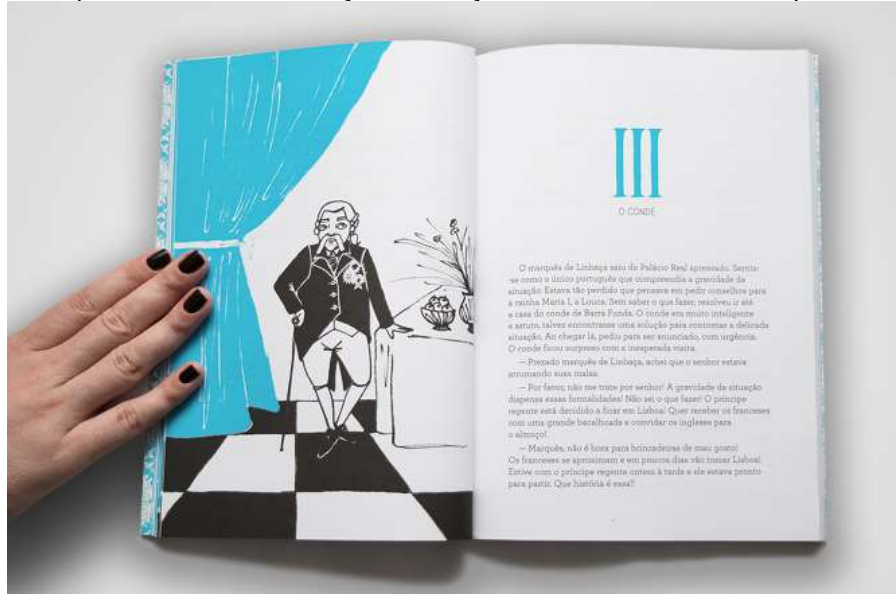 III
O CONDE
O marquês de Linhaça saiu do Palácio Real apressado. Sentia-
-se como o único português que compreendia a gravidade da
situação. Estava tão perdido que pensava em pedir conselhos para
a rainha Maria I, a Louca. Sem saber o que fazer, resolveu ir até
a casa do conde de Barra Funda. O conde era muito inteligente
e astuto, talvez encontrasse uma solução para contornar a delicada
situação. Ao chegar lá, pediu para ser anunciado, com urgência.
O conde ficou surpreso com a inesperada visita.
— Prezado marquês de Linhaça, achei que o senhor estava
arrumando suas malas.
— Por favor, não me trate por senhor! A gravidade da situação
dispensa essas formalidades! Não sei o que fazer! O príncipe
regente está decidido a ficar em Lisboa! Quer receber os franceses
com uma grande bacalhoada e convidar os ingleses para
o almoço!
— Marquês, não é hora para brincadeiras de mau gosto!
Os franceses se aproximam e em poucos dias vão tomar Lisboa!
Estive com o príncipe regente ontem à tarde e ele estava pronto
para partir. Que história é essa?